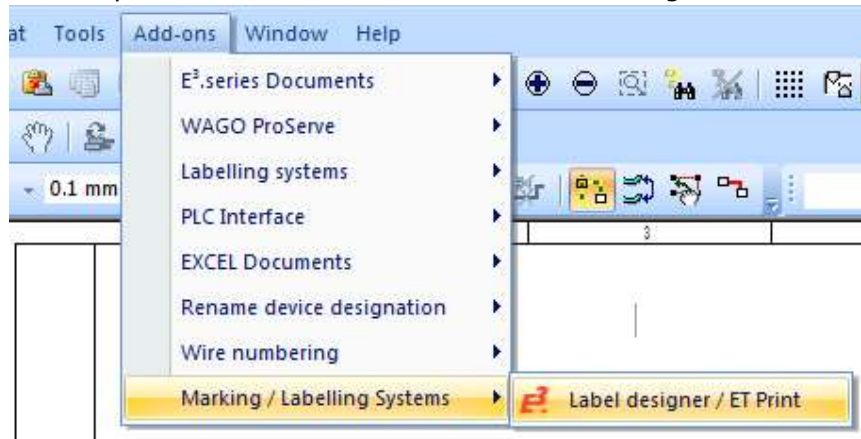 at Tools Add-ons Window Help
E³.series Documents
WAGO ProServe
Labelling systems
0.1 mm
PLC Interface
3
EXCEL Documents
Rename device designation
Wire numbering
Marking / Labelling Systems
E³ Label designer / ET Print